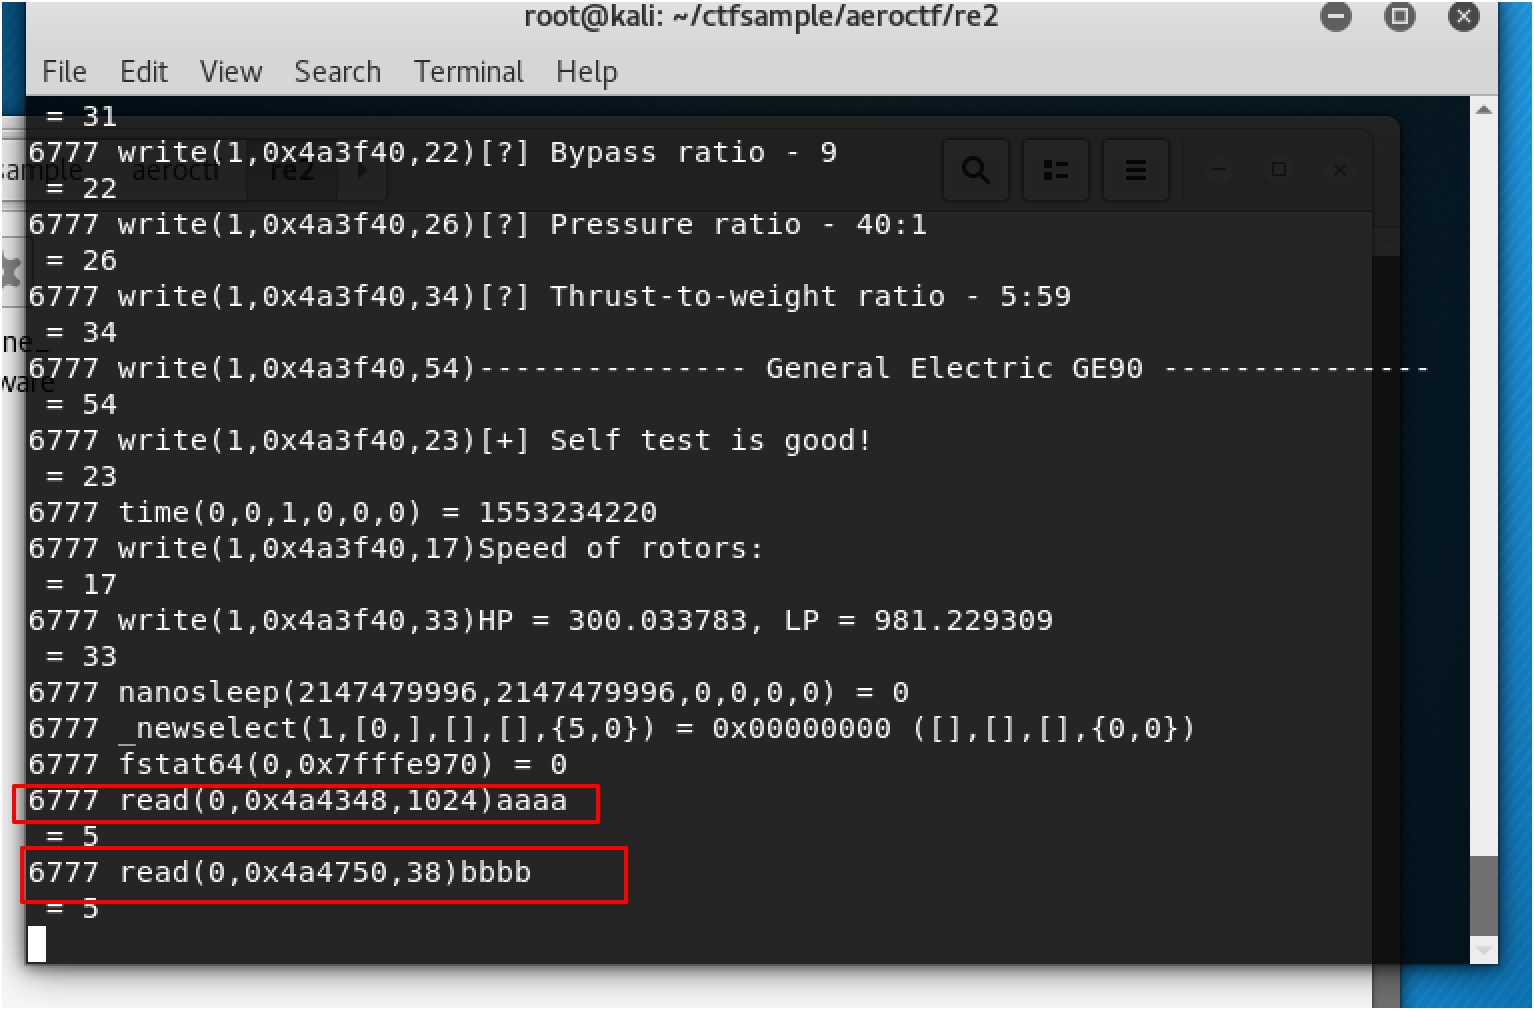 root@kali: ~/ctfsample/aeroctf/re2
File Edit View Search Terminal Help
= 31
6777 write(1,0x4a3f40,22)[?] Bypass ratio - 9
= 22
6777 write(1,0x4a3f40,26)[?] Pressure ratio - 40:1
= 26
6777 write(1,0x4a3f40,34)[?] Thrust-to-weight ratio - 5:59
= 34
6777 write(1,0x4a3f40,54)--------------- General Electric GE90 ---------------
= 54
6777 write(1,0x4a3f40,23)[+] Self test is good!
= 23
6777 time(0,0,1,0,0,0) = 1553234220
6777 write(1,0x4a3f40,17)Speed of rotors:
= 17
6777 write(1,0x4a3f40,33)HP = 300.033783, LP = 981.229309
= 33
6777 nanosleep(2147479996,2147479996,0,0,0,0) = 0
6777 _newselect(1,[0,],[],[],{5,0}) = 0x00000000 ([],[],[],{0,0})
6777 fstat64(0,0x7fffe970) = 0
6777 read(0,0x4a4348,1024)aaaa
= 5
6777 read(0,0x4a4750,38)bbbb
= 5